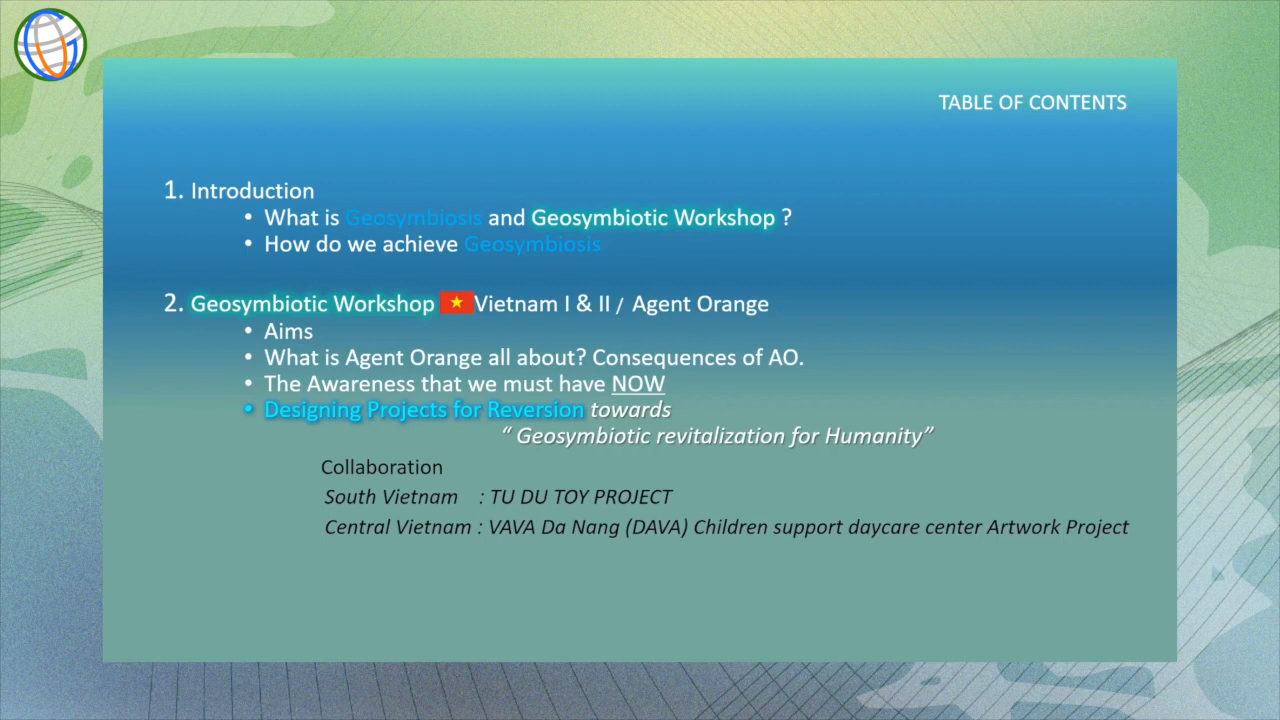 TABLE OF CONTENTS
1. Introduction
• What is Geosymbiosis and Geosymbiotic Workshop ?
• How do we achieve Geosymbiosis
2. Geosymbiotic Workshop Vietnam I & II / Agent Orange
• Aims
• What is Agent Orange all about? Consequences of AO.
• The Awareness that we must have NOW
• Designing Projects for Reversion towards
“ Geosymbiotic revitalization for Humanity”
Collaboration
South Vietnam : TU DU TOY PROJECT
Central Vietnam : VAVA Da Nang (DAVA) Children support daycare center Artwork Project